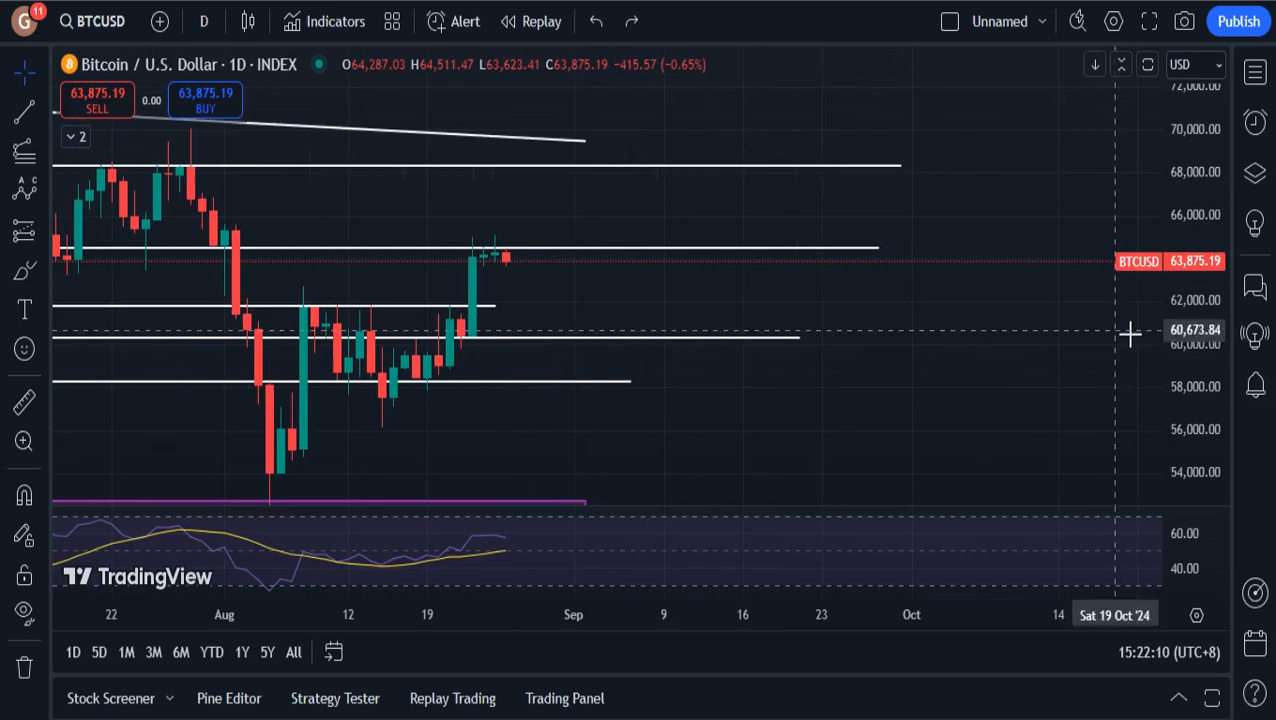 G
11
BTCUSD
D
Indicators
Alert
Replay
Unnamed
Publish
Bitcoin / U.S. Dollar · 1D · INDEX
O64,287.03 H64,511.47 L63,623.41 C63,875.19 -415.57 (-0.65%)
USD
63,875.19
SELL
0.00
63,875.19
BUY
2
72,000.00
70,000.00
68,000.00
66,000.00
BTCUSD 63,875.19
62,000.00
60,673.84
60,000.00
58,000.00
56,000.00
54,000.00
60.00
40.00
TradingView
22 Aug 12 19 Sep 9 16 23 Oct 14 Sat 19 Oct '24
1D 5D 1M 3M 6M YTD 1Y 5Y All
15:22:10 (UTC+8)
Stock Screener Pine Editor Strategy Tester Replay Trading Trading Panel